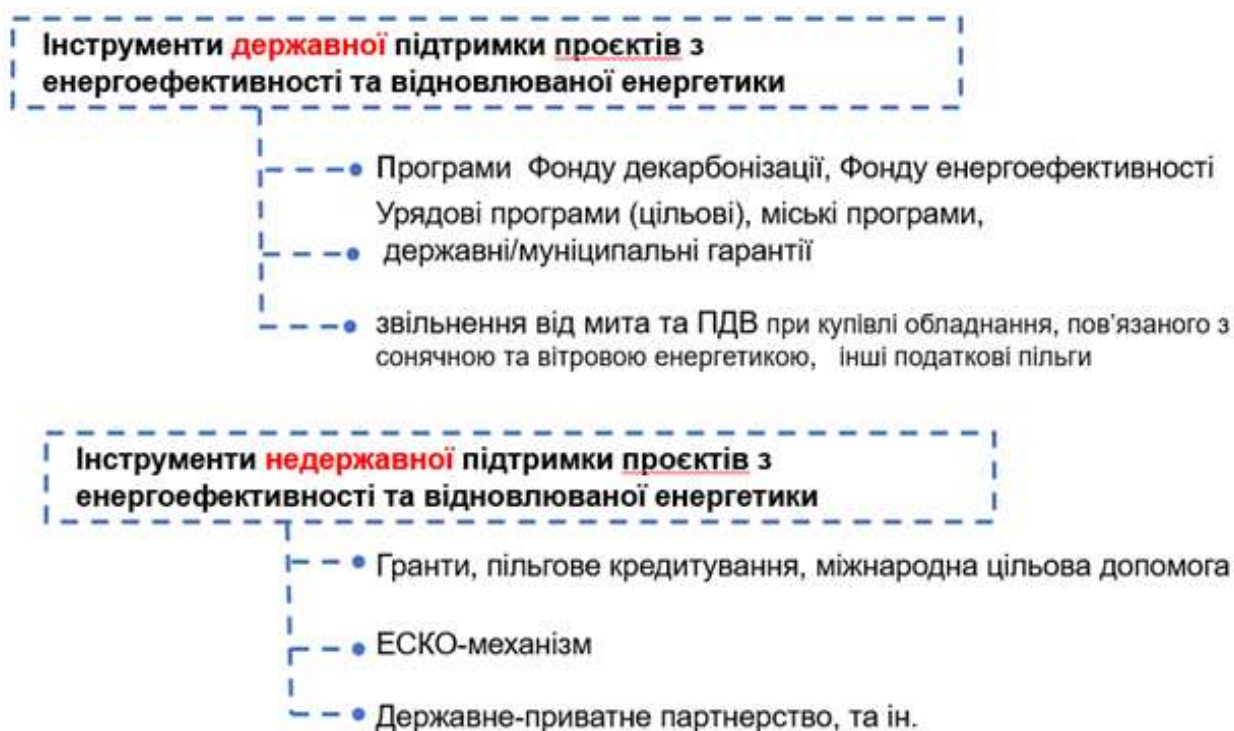 Інструменти державної підтримки проєктів з
енергоефективності та відновлюваної енергетики
Програми Фонду декарбонізації, Фонду енергоефективності
Урядові програми (цільові), міські програми,
державні/муніципальні гарантії
звільнення від мита та ПДВ при купівлі обладнання, пов'язаного з
сонячною та вітровою енергетикою, інші податкові пільги
Інструменти недержавної підтримки проєктів з
енергоефективності та відновлюваної енергетики
Гранти, пільгове кредитування, міжнародна цільова допомога
ЕСКО-механізм
Державне-приватне партнерство, та ін.